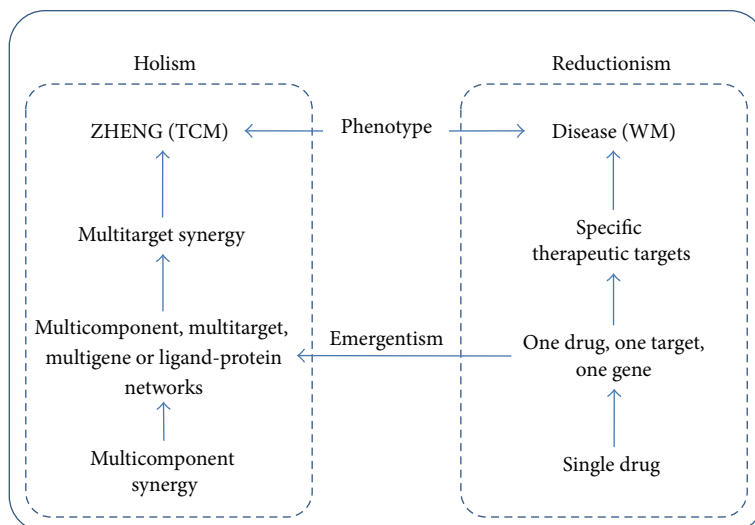 Holism
ZHENG (TCM)
Multitarget synergy
Multicomponent, multitarget,
multigene or ligand-protein
networks
Multicomponent
synergy
Phenotype
Emergentism
Reductionism
Disease (WM)
Specific
therapeutic targets
One drug, one target,
one gene
Single drug